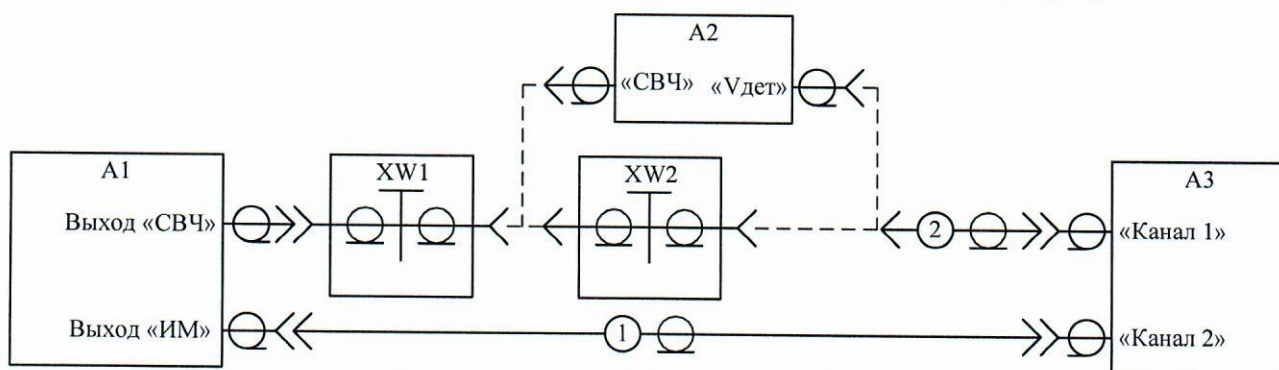 A2
«СВЧ» «Vдет»
A1
XW1
XW2
A3
Выход «СВЧ»
2
«Канал 1»
Выход «ИМ»
1
«Канал 2»